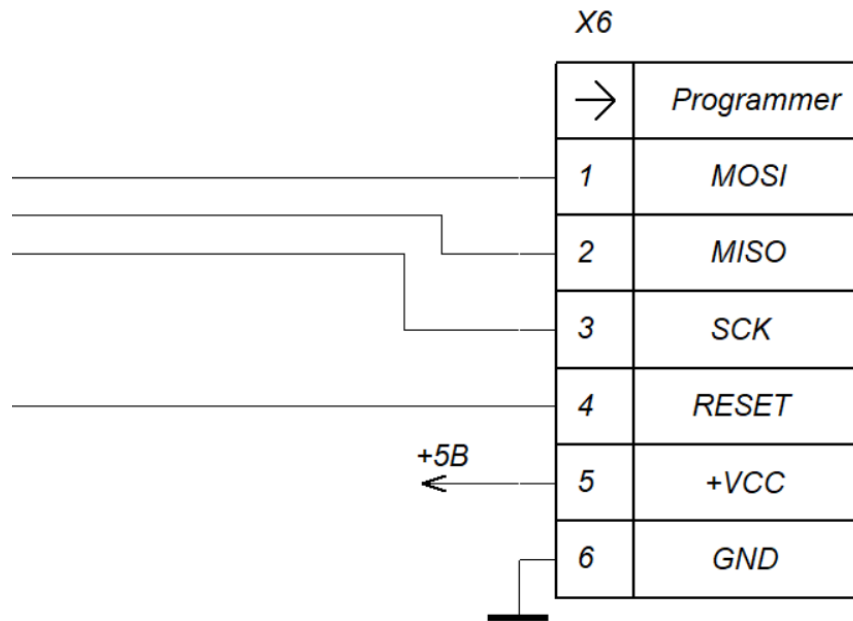 X6
→ Programmer
1 MOSI
2 MISO
3 SCK
4 RESET
+5В
5 +VCC
6 GND